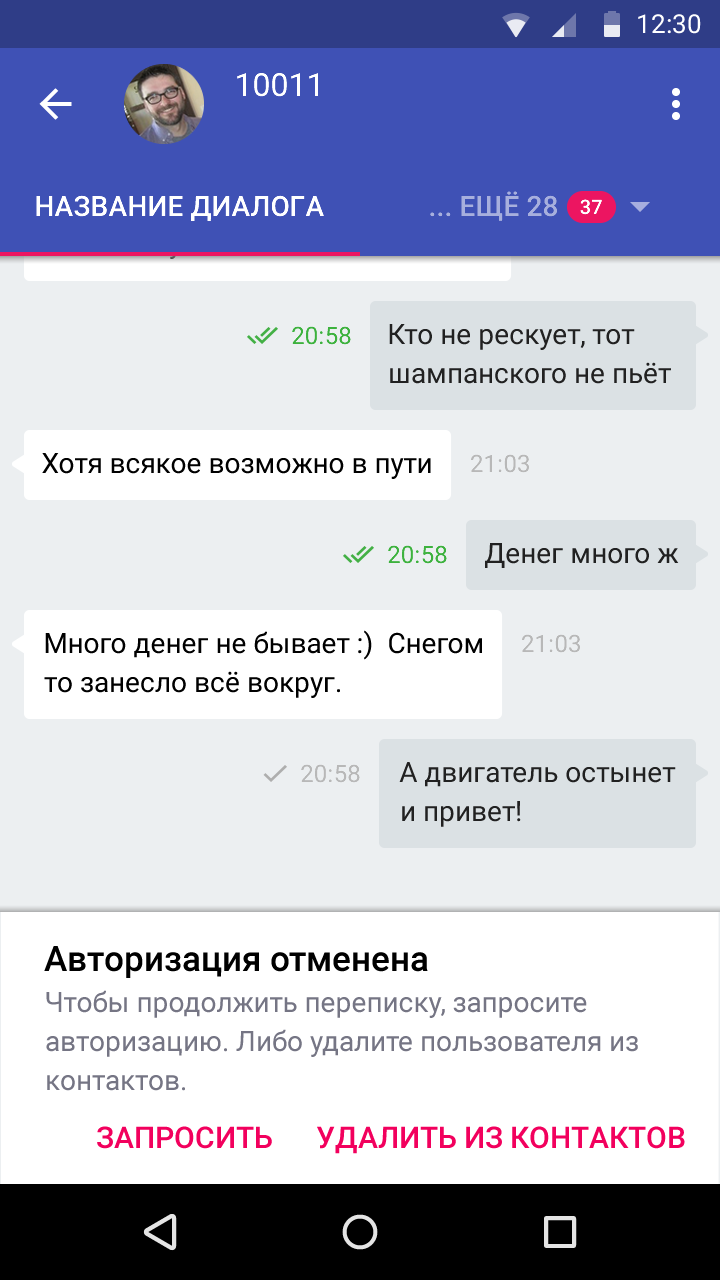 12:30
10011
НАЗВАНИЕ ДИАЛОГА
... ЕЩЁ 28 37
20:58
Кто не рескует, тот
шампанского не пьёт
Хотя всякое возможно в пути
21:03
20:58
Денег много ж
Много денег не бывает :) Снегом
то занесло всё вокруг.
21:03
20:58
А двигатель остынет
и привет!
Авторизация отменена
Чтобы продолжить переписку, запросите
авторизацию. Либо удалите пользователя из
контактов.
ЗАПРОСИТЬ УДАЛИТЬ ИЗ КОНТАКТОВ